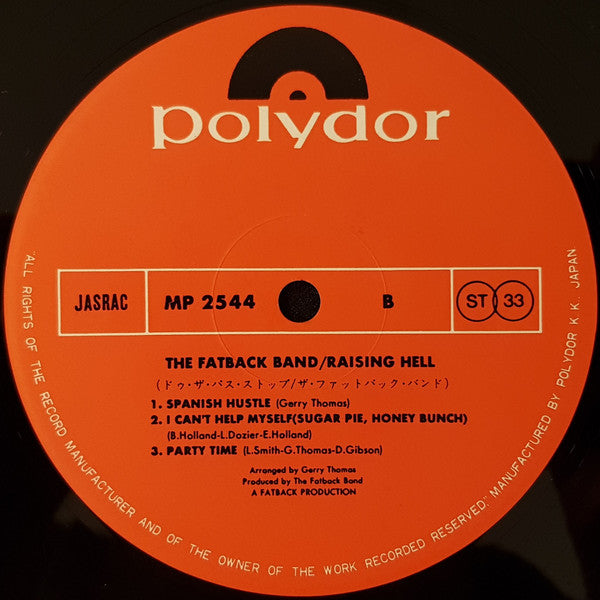 polydor
JASRAC MP 2544 B ST 33
THE FATBACK BAND/RAISING HELL
(ドゥ・ザ・バス・ストップ/ザ・ファットバック・バンド)
1. SPANISH HUSTLE (Gerry Thomas)
2. I CAN'T HELP MYSELF(SUGAR PIE, HONEY BUNCH)
(B.Holland-L.Dozier-E.Holland)
3. PARTY TIME (L.Smith-G.Thomas-D.Gibson)
Arranged by Gerry Thomas
Produced by The Fatback Band
A FATBACK PRODUCTION
"ALL RIGHTS OF THE RECORD MANUFACTURER AND OF THE OWNER OF THE WORK RECORDED RESERVED." MANUFACTURED BY POLYDOR K.K. JAPAN